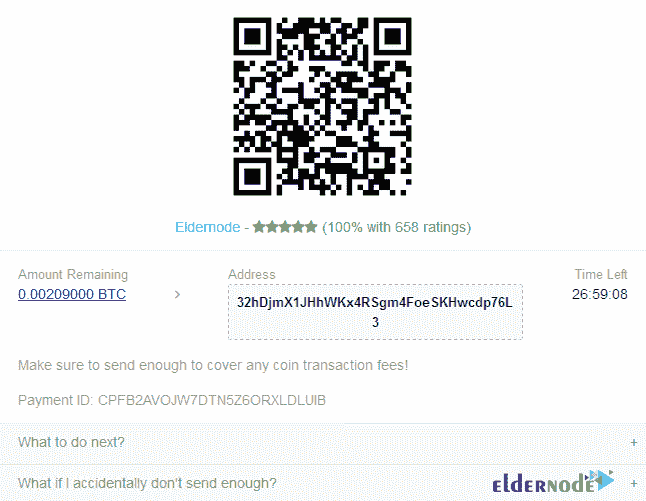 Eldernode - ★★★★★ (100% with 658 ratings)
Amount Remaining
0.00209000 BTC
>
Address
32hDjmX1JHhWKx4RSgm4FoeSKHwcdp76L
3
Time Left
26:59:08
Make sure to send enough to cover any coin transaction fees!
Payment ID: CPFB2AVOJW7DTN5Z6ORXLDLUIB
What to do next?
+
What if I accidentally don't send enough?
+
eldernode